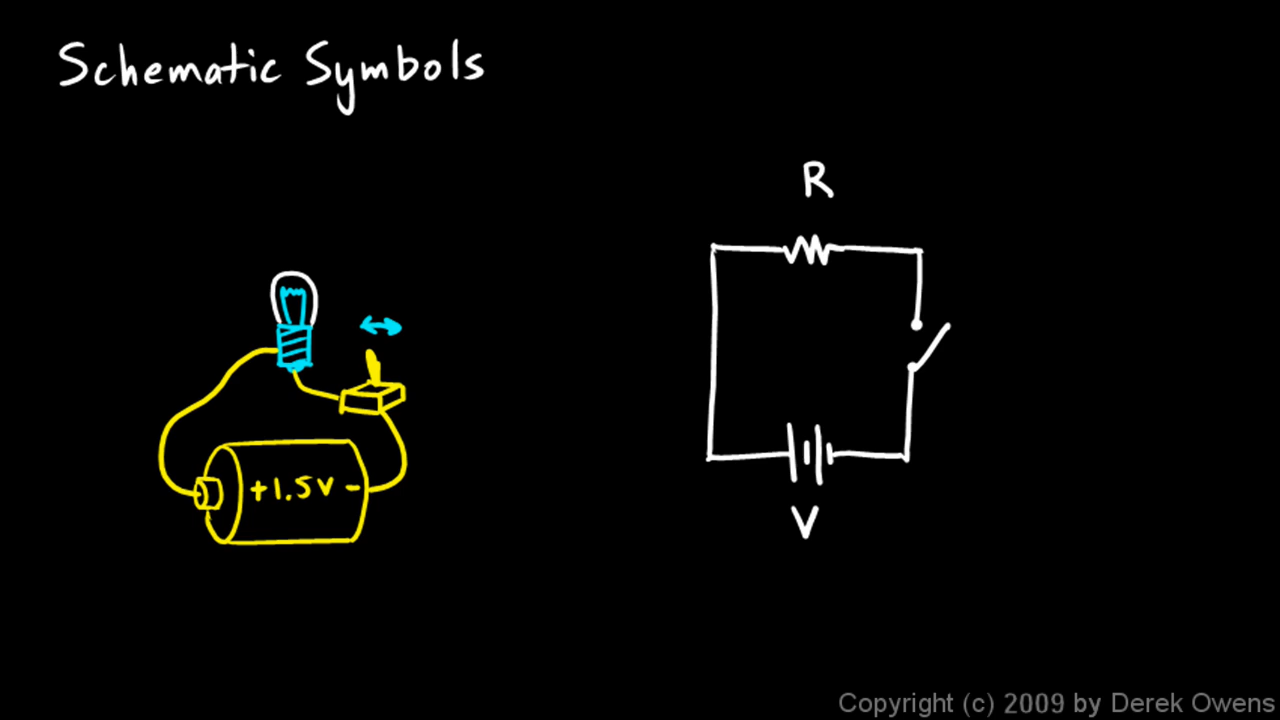 Schematic Symbols
R
+1.5V-
V
Copyright (c) 2009 by Derek Owens